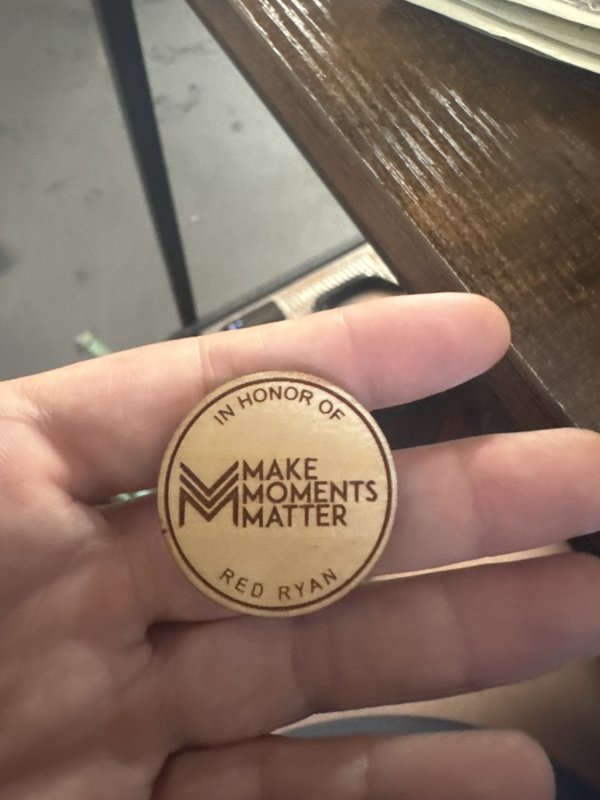 IN HONOR OF
MAKE
MOMENTS
MATTER
RED RYAN